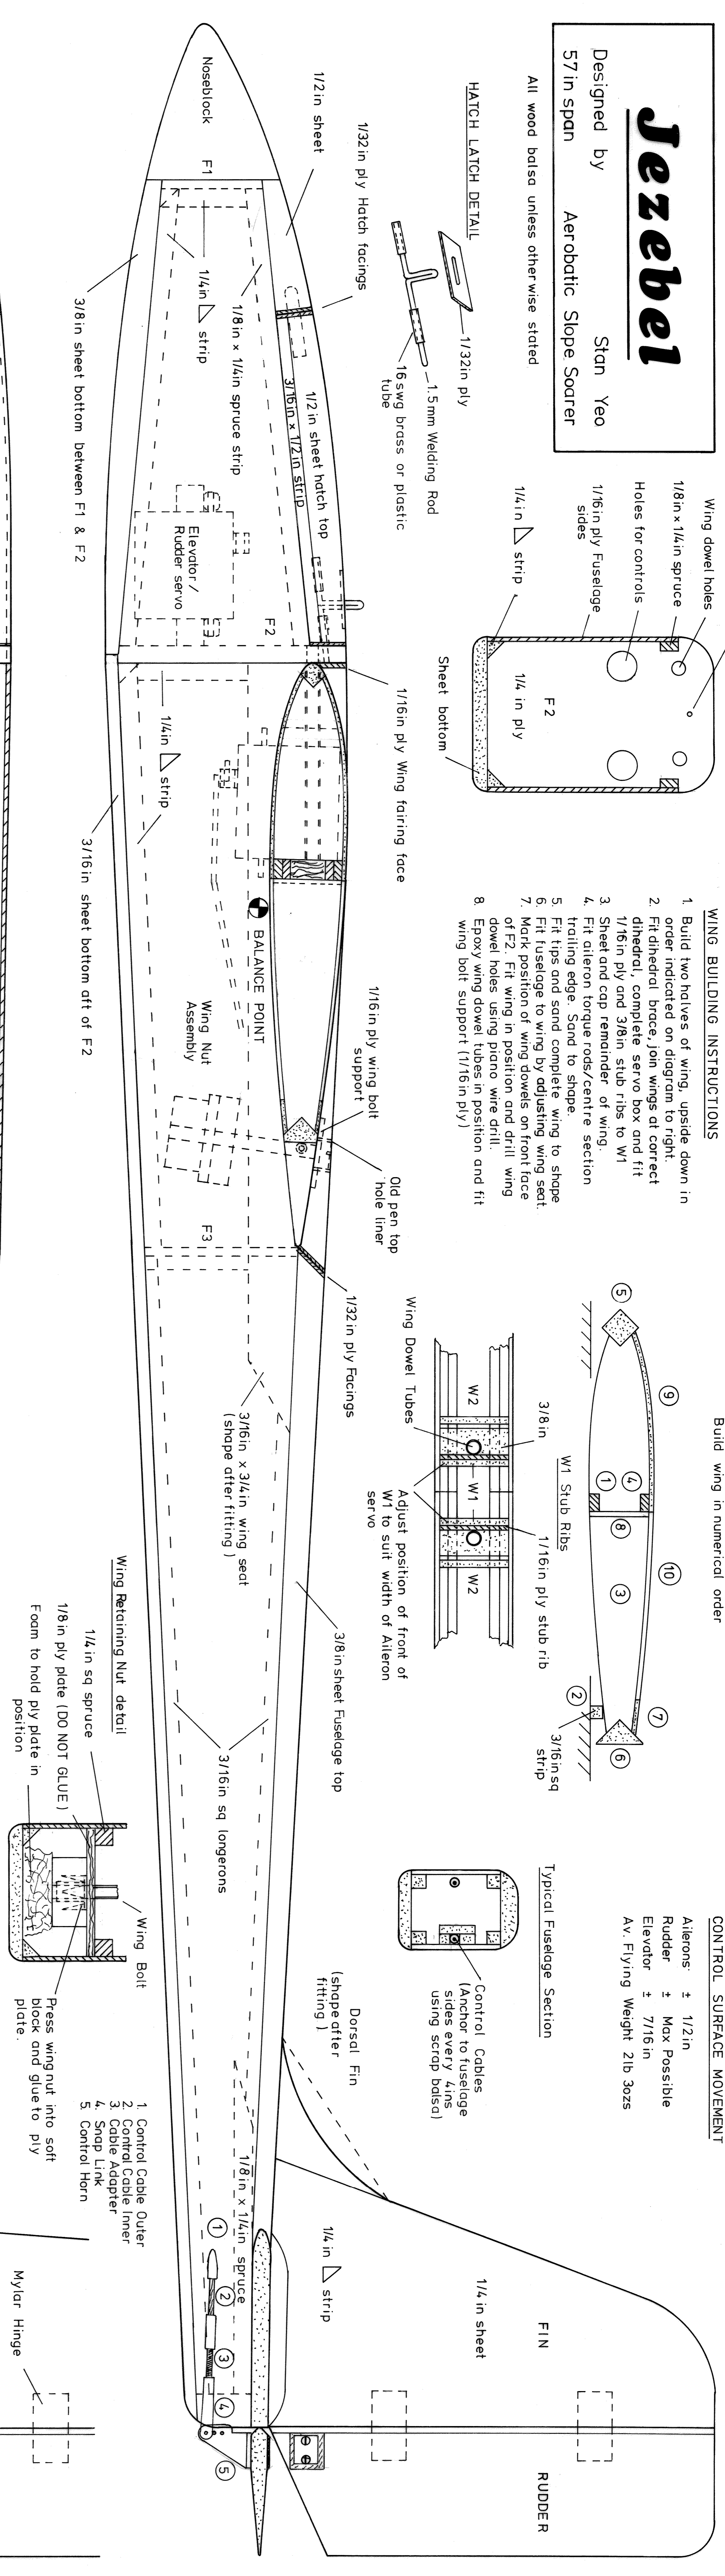 Jezebel
Designed by Stan Yeo
57in span Aerobatic Slope Soarer
All wood balsa unless otherwise stated
HATCH LATCH DETAIL
1/32in ply
1.5mm Welding Rod
16 swg brass or plastic
tube
1/2in sheet
1/32in ply Hatch facings
Noseblock
F1
1/4in strip
1/8in x 1/4in spruce strip
3/16in x 1/2in strip
1/2in sheet hatch top
3/8in sheet bottom between F1 & F2
Elevator/
Rudder servo
F2
Wing dowel holes
1/8in x 1/4in spruce
Holes for controls
1/16in ply Fuselage
sides
1/4in strip
F2
1/4 in ply
Sheet bottom
1/16in ply Wing fairing face
1/4in strip
3/16in sheet bottom aft of F2
BALANCE POINT
Wing Nut
Assembly
1/16in ply wing bolt
support
Old pen top
hole liner
F3
1/32in ply Facings
WING BUILDING INSTRUCTIONS
1. Build two halves of wing, upside down in
order indicated on diagram to right.
2. Fit dihedral brace, join wings at correct
dihedral, complete servo box and fit
1/16in ply and 3/8in stub ribs to W1
3. Sheet and cap remainder of wing.
4. Fit aileron torque rods/centre section
trailing edge. Sand to shape.
5. Fit tips and sand complete wing to shape
6. Fit fuselage to wing by adjusting wing seat.
7. Mark position of wing dowels on front face
of F2. Fit wing in position and drill wing
dowel holes using piano wire drill.
8. Epoxy wing dowel tubes in position and fit
wing bolt support (1/16in ply)
Build wing in numerical order
5
9
1
4
8
10
3
2
7
6
3/16in sq
strip
W1 Stub Ribs
3/8in
1/16in ply stub rib
W2
W1
W2
Wing Dowel Tubes
Adjust position of front of
W1 to suit width of Aileron
servo
3/16in x 3/4in wing seat
(shape after fitting)
3/8in sheet Fuselage top
3/16in sq longerons
Wing Retaining Nut detail
1/4in sq spruce
1/8in ply plate (DO NOT GLUE)
Foam to hold ply plate in
position
Wing Bolt
Press wing nut into soft
block and glue to ply
plate.
Typical Fuselage Section
Control Cables
(Anchor to fuselage
sides every 4ins
using scrap balsa)
CONTROL SURFACE MOVEMENT
Ailerons: ± 1/2in
Rudder ± Max Possible
Elevator ± 7/16in
Av. Flying Weight 2lb 3ozs
Dorsal Fin
(shape after
fitting)
1. Control Cable Outer
2. Control Cable Inner
3. Cable Adapter
4. Snap Link
5. Control Horn
1/8in x 1/4in spruce
1
2
3
4
5
1/4in strip
1/4in sheet
FIN
RUDDER
Mylar Hinge